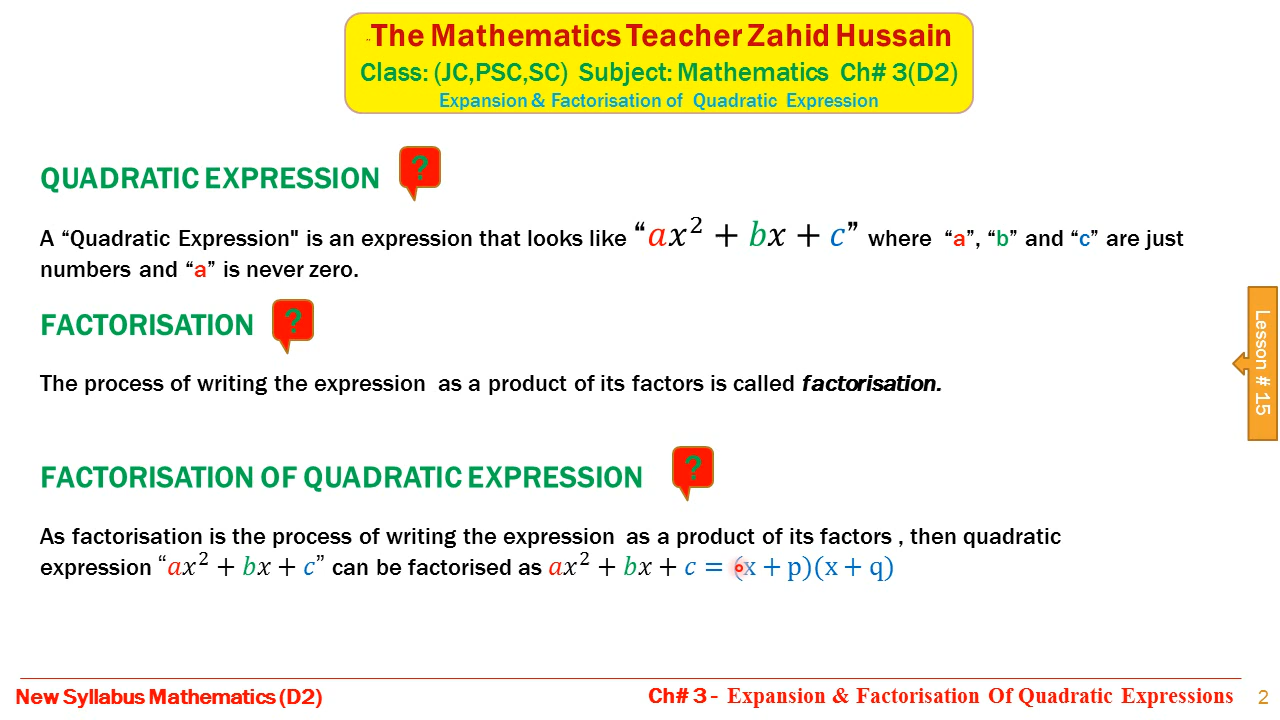 The Mathematics Teacher Zahid Hussain
Class: (JC,PSC,SC) Subject: Mathematics Ch# 3(D2)
Expansion & Factorisation of Quadratic Expression
QUADRATIC EXPRESSION ?
A “Quadratic Expression" is an expression that looks like “ax² + bx + c” where “a”, “b” and “c” are just
numbers and “a” is never zero.
FACTORISATION ?
The process of writing the expression as a product of its factors is called factorisation.
Lesson # 15
FACTORISATION OF QUADRATIC EXPRESSION ?
As factorisation is the process of writing the expression as a product of its factors , then quadratic
expression “ax² + bx + c” can be factorised as ax² + bx + c = (x + p)(x + q)
New Syllabus Mathematics (D2)
Ch# 3 - Expansion & Factorisation Of Quadratic Expressions 2